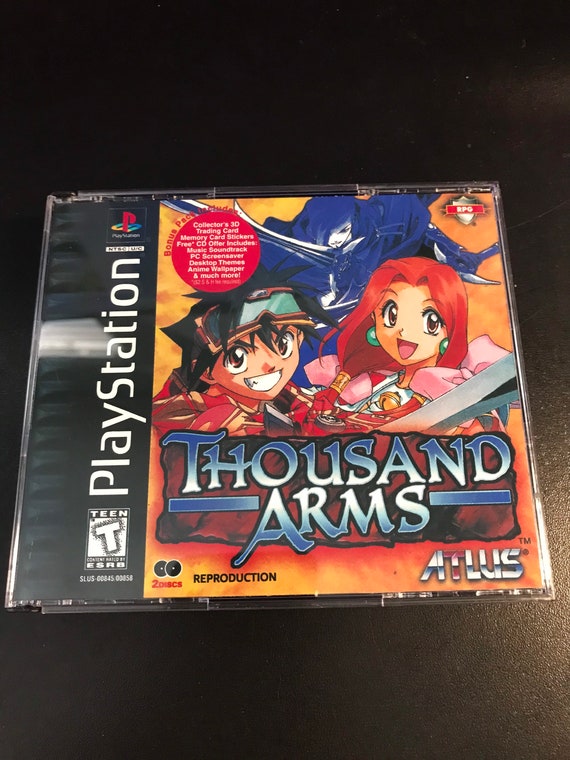 PlayStation
NTSC U/C
PlayStation
TEEN
T
CONTENT RATED BY
ESRB
SLUS-00845/00858
Bonus
Collector's 3D
Trading Card
Memory Card Stickers
Free* CD Offer Includes:
Music Soundtrack
PC Screensaver
Desktop Themes
Anime Wallpaper
& much more!
RPG
THOUSAND
ARMS
TM
ATLUS®
2 DISCS
REPRODUCTION